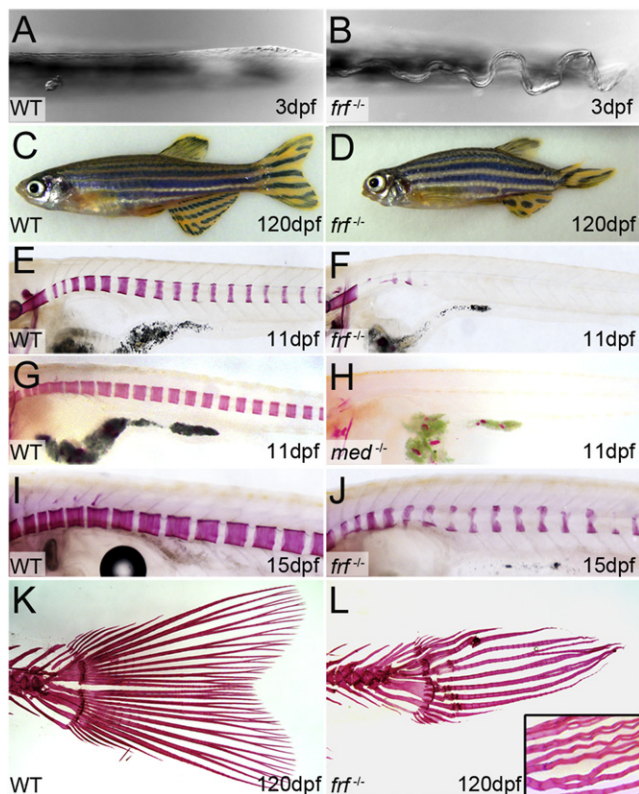 A
WT
3dpf
B
frf -/-
3dpf
C
WT
120dpf
D
frf -/-
120dpf
E
WT
11dpf
F
frf -/-
11dpf
G
WT
11dpf
H
med -/-
11dpf
I
WT
15dpf
J
frf -/-
15dpf
K
WT
120dpf
L
frf -/-
120dpf